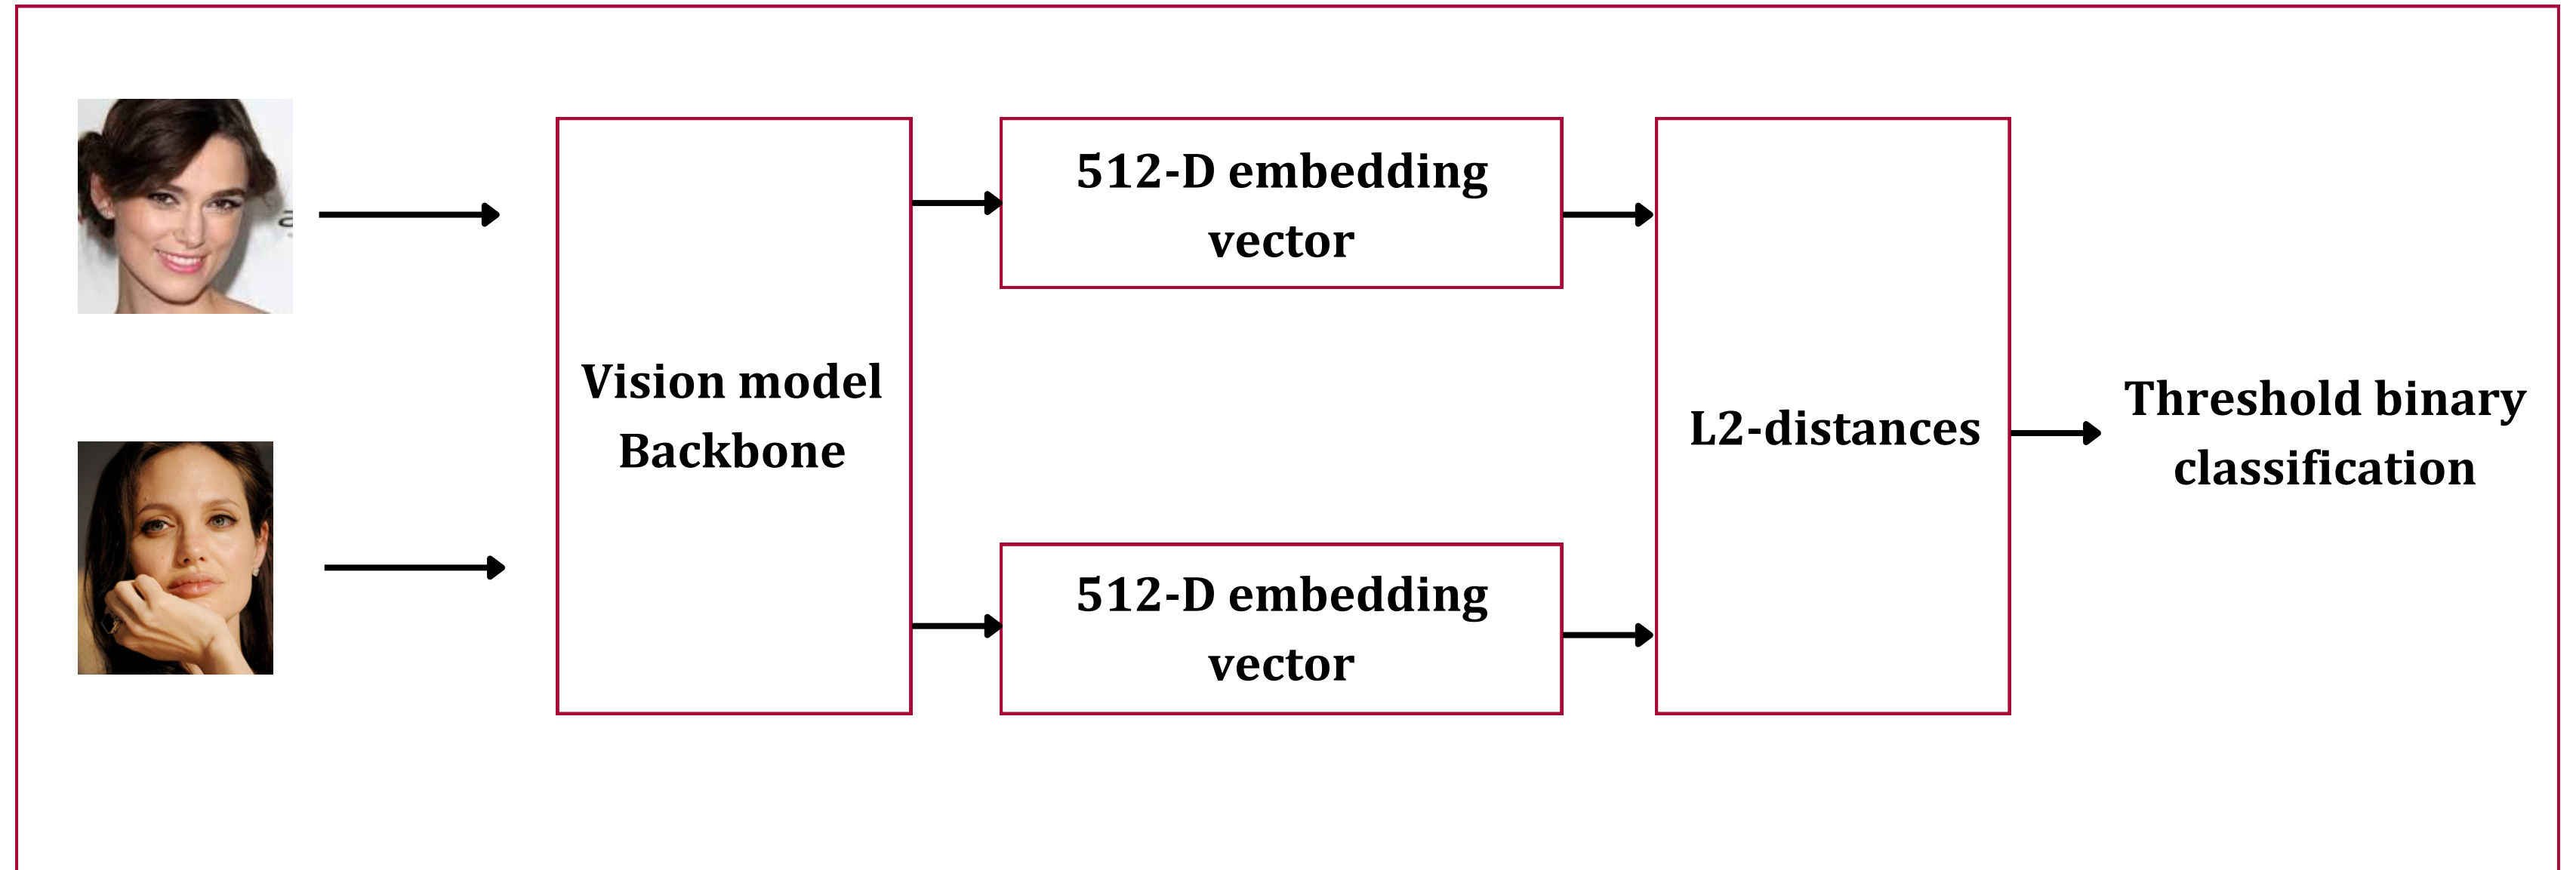 Vision model
Backbone
512-D embedding
vector
512-D embedding
vector
L2-distances
Threshold binary
classification